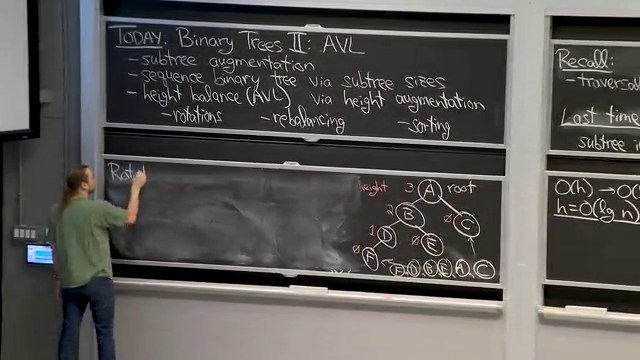 TODAY: Binary Trees II: AVL
- subtree augmentation
- sequence binary tree via subtree sizes
- height balance (AVL) via height augmentation
- rotations - rebalancing - sorting
Recall:
- traversal
Last time
subtree
Rotat
height 3 A root
2 B C
1 D ∅ E
∅ F
F D B E A C
O(h) → O(
h = O(lg n)